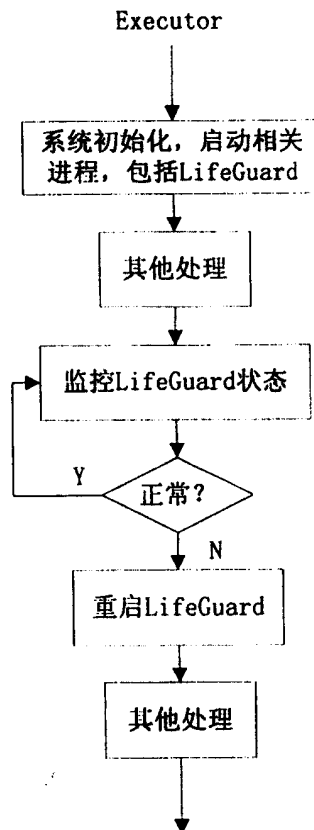 Executor
系统初始化, 启动相关
进程, 包括LifeGuard
其他处理
监控LifeGuard状态
Y
正常?
N
重启LifeGuard
其他处理